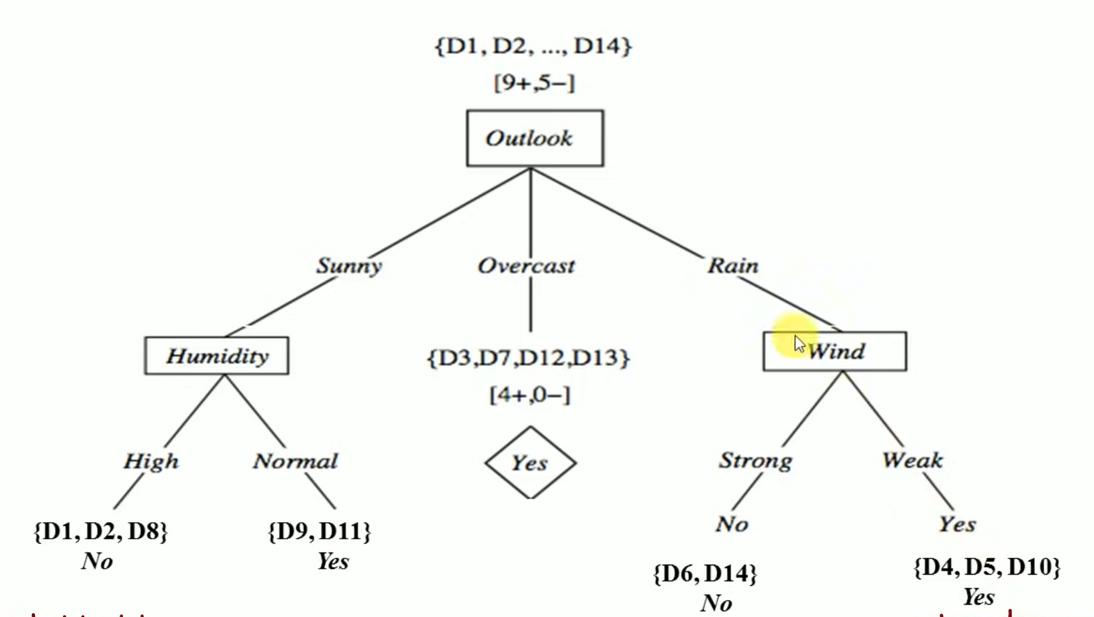 {D1, D2, ..., D14}
[9+,5−]
Outlook
Sunny Overcast Rain
Humidity {D3,D7,D12,D13} Wind
[4+,0−]
High Normal Yes Strong Weak
{D1, D2, D8} {D9, D11} No Yes
No Yes {D6, D14} {D4, D5, D10}
No Yes